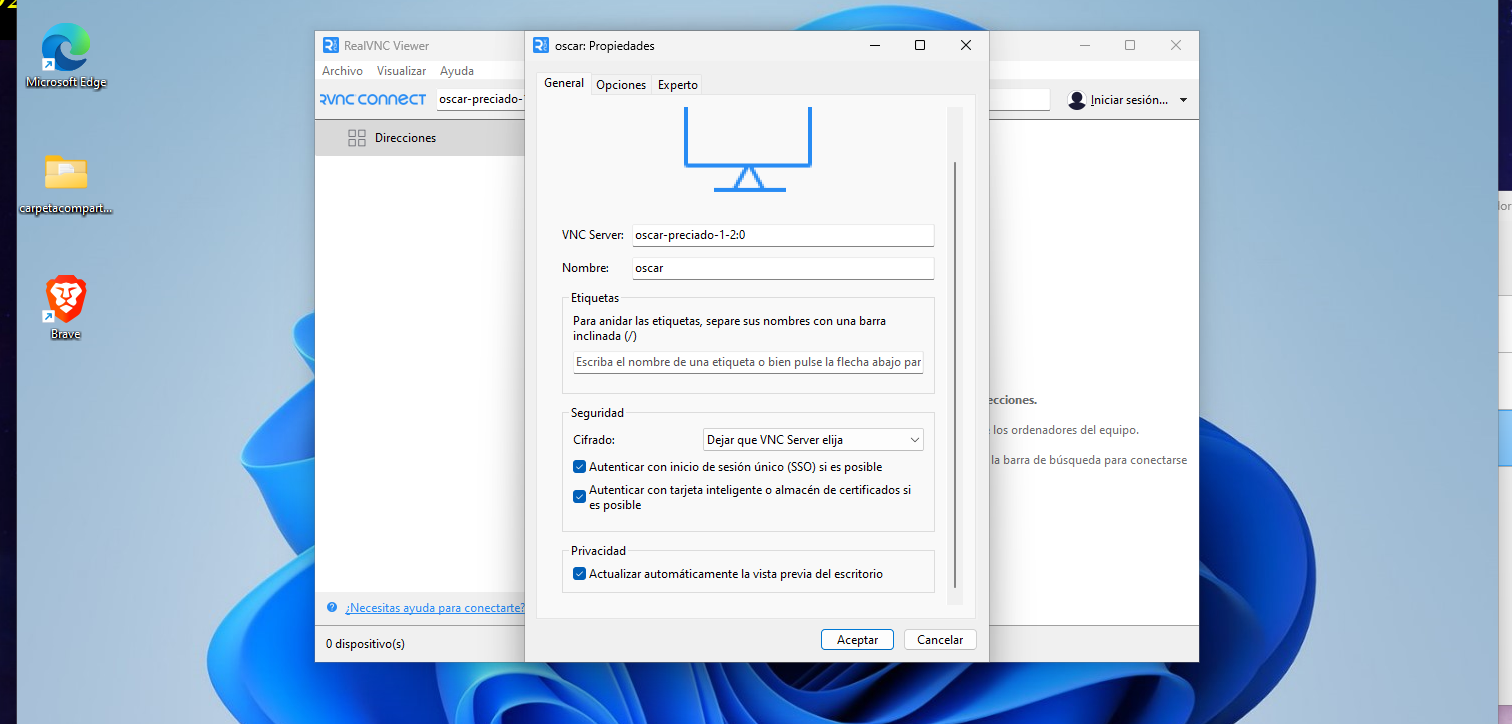 Microsoft Edge
carpetacompart...
Brave
RealVNC Viewer
Archivo Visualizar Ayuda
RVNC CONNECT oscar-preciado-
Iniciar sesión...
Direcciones
ecciones.
los ordenadores del equipo.
la barra de búsqueda para conectarse
¿Necesitas ayuda para conectarte?
0 dispositivo(s)
oscar: Propiedades
General Opciones Experto
VNC Server: oscar-preciado-1-2:0
Nombre: oscar
Etiquetas
Para anidar las etiquetas, separe sus nombres con una barra
inclinada (/)
Escriba el nombre de una etiqueta o bien pulse la flecha abajo par
Seguridad
Cifrado: Dejar que VNC Server elija
Autenticar con inicio de sesión único (SSO) si es posible
Autenticar con tarjeta inteligente o almacén de certificados si
es posible
Privacidad
Actualizar automáticamente la vista previa del escritorio
Aceptar Cancelar